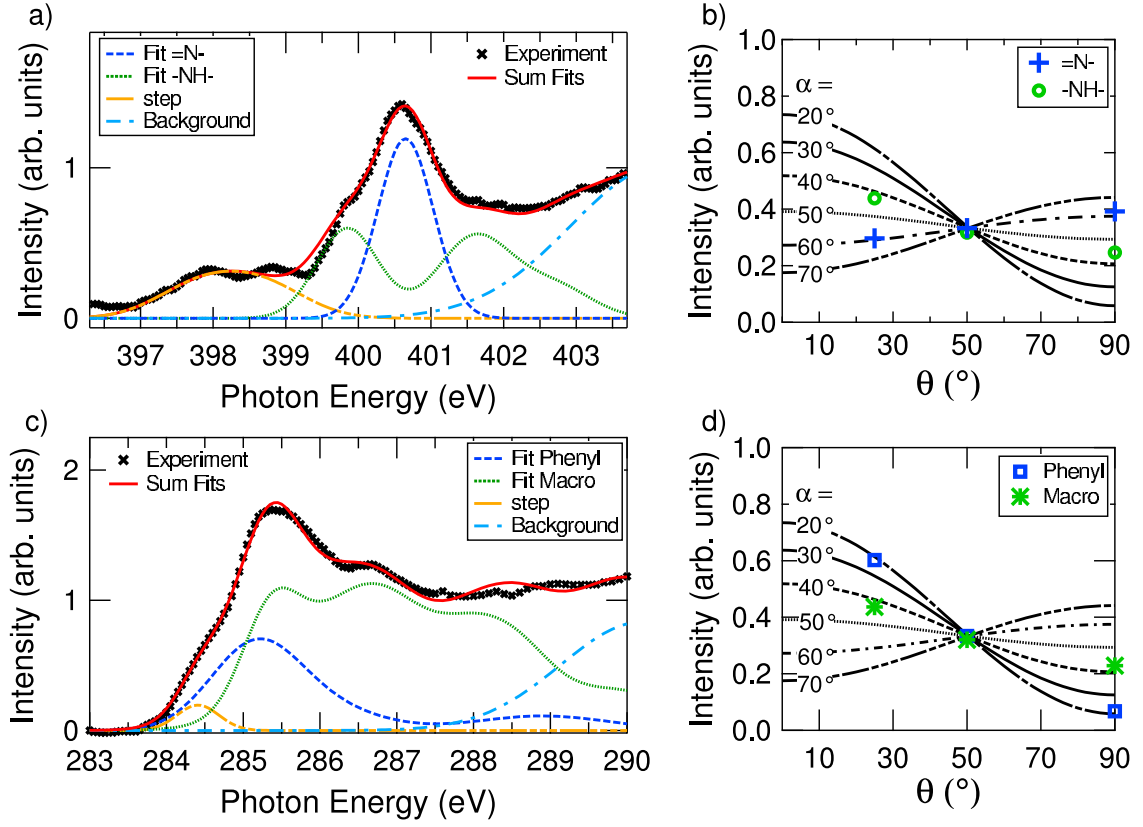 a)
Fit =N-
Fit -NH-
step
Background
Experiment
Sum Fits
Intensity (arb. units)
1
0
397 398 399 400 401 402 403
Photon Energy (eV)
b)
=N-
-NH-
α =
20°
30°
40°
50°
60°
70°
Intensity (arb. units)
1.0
0.8
0.6
0.4
0.2
0.0
10 30 50 70 90
θ (°)
c)
Experiment
Sum Fits
Fit Phenyl
Fit Macro
step
Background
Intensity (arb. units)
2
1
0
283 284 285 286 287 288 289 290
Photon Energy (eV)
d)
Phenyl
Macro
α =
20°
30°
40°
50°
60°
70°
Intensity (arb. units)
1.0
0.8
0.6
0.4
0.2
0.0
10 30 50 70 90
θ (°)